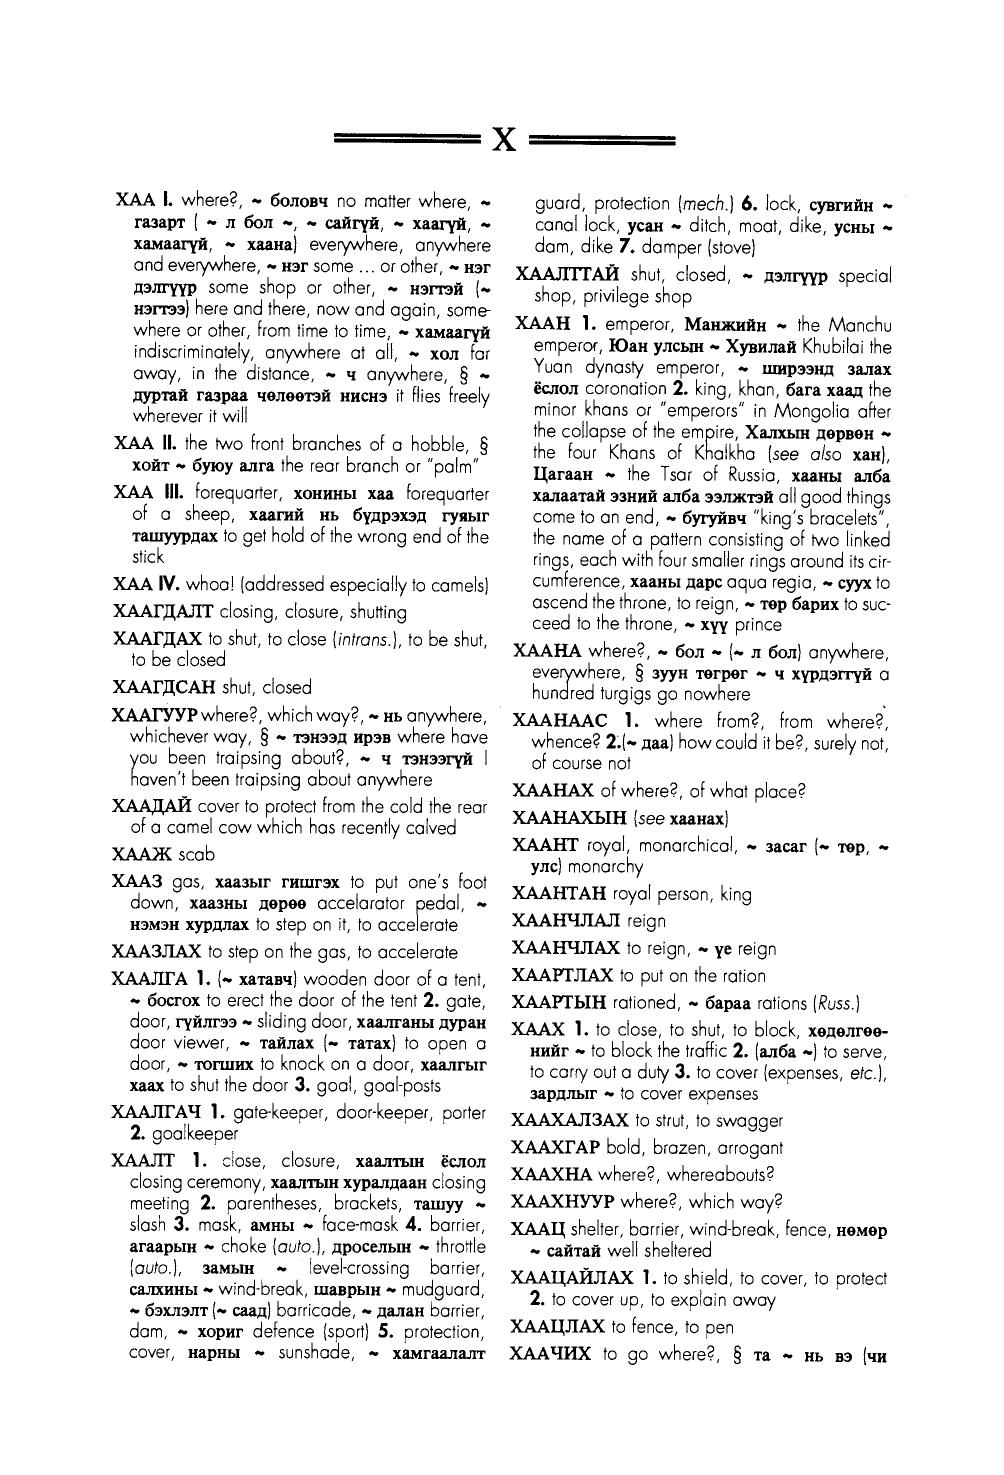 Х
ХАА I. where?, ~ боловч no matter where, ~
газарт ( ~ л бол ~, ~ сайгүй, ~ хаагүй, ~
хамаагүй, ~ хаана) everywhere, anywhere
and everywhere, ~ нэг some ... or other, ~ нэг
дэлгүүр some shop or other, ~ нэгтэй (~
нэгтээ) here and there, now and again, some-
where or other, from time to time, ~ хамаагүй
indiscriminately, anywhere at all, ~ хол far
away, in the distance, ~ ч anywhere, § ~
дуртай газраа чөлөөтэй ниснэ it flies freely
wherever it will
ХАА II. the two front branches of a hobble, §
хойт ~ буюу алга the rear branch or "palm"
ХАА III. forequarter, хонины хаа forequarter
of a sheep, хаагий нь бүдрэхэд гуяыг
ташуурдах to get hold of the wrong end of the
stick
ХАА IV. whoa! (addressed especially to camels)
ХААГДАЛТ closing, closure, shutting
ХААГДАХ to shut, to close (intrans.), to be shut,
to be closed
ХААГДСАН shut, closed
ХААГУУР where?, which way?, ~ нь anywhere,
whichever way, § ~ тэнээд ирэв where have
you been traipsing about?, ~ ч тэнээгүй I
haven't been traipsing about anywhere
ХААДАЙ cover to protect from the cold the rear
of a camel cow which has recently calved
ХААЖ scab
ХААЗ gas, хаазыг гишгэх to put one's foot
down, хаазны дөрөө accelarator pedal, ~
нэмэн хурдлах to step on it, to accelerate
ХААЗЛАХ to step on the gas, to accelerate
ХААЛГА 1. (~ хатавч) wooden door of a tent,
~ босгох to erect the door of the tent 2. gate,
door, гүйлгээ ~ sliding door, хаалганы дуран
door viewer, ~ тайлах (~ татах) to open a
door, ~ тогших to knock on a door, хаалгыг
хаах to shut the door 3. goal, goal-posts
ХААЛГАЧ 1. gate-keeper, door-keeper, porter
2. goalkeeper
ХААЛТ 1. close, closure, хаалтын ёслол
closing ceremony, хаалтын хуралдаан closing
meeting 2. parentheses, brackets, ташуу ~
slash 3. mask, амны ~ face-mask 4. barrier,
агаарын ~ choke (auto.), дроселын ~ throttle
(auto.), замын ~ level-crossing barrier,
салхины ~ wind-break, шаврын ~ mudguard,
~ бэхлэлт (~ саад) barricade, ~ далан barrier,
dam, ~ хориг defence (sport) 5. protection,
cover, нарны ~ sunshade, ~ хамгаалалт
guard, protection (mech.) 6. lock, сувгийн ~
canal lock, усан ~ ditch, moat, dike, усны ~
dam, dike 7. damper (stove)
ХААЛТТАЙ shut, closed, ~ дэлгүүр special
shop, privilege shop
ХААН 1. emperor, Манжийн ~ the Manchu
emperor, Юан улсын ~ Хувилай Khubilai the
Yuan dynasty emperor, ~ ширээнд залах
ёслол coronation 2. king, khan, бага хаад the
minor khans or "emperors" in Mongolia after
the collapse of the empire, Халхын дөрвөн ~
the four Khans of Khalkha (see also хан),
Цагаан ~ the Tsar of Russia, хааны алба
халаатай эзний алба ээлжтэй all good things
come to an end, ~ бугуйвч "king's bracelets",
the name of a pattern consisting of two linked
rings, each with four smaller rings around its cir-
cumference, хааны дарс aqua regia, ~ суух to
ascend the throne, to reign, ~ төр барих to suc-
ceed to the throne, ~ хүү prince
ХААНА where?, ~ бол ~ (~ л бол) anywhere,
everywhere, § зуун төгрөг ~ ч хүрдэггүй a
hundred turgigs go nowhere
ХААНААС 1. where from?, from where?,
whence? 2.(~ даа) how could it be?, surely not,
of course not
ХААНАХ of where?, of what place?
ХААНАХЫН (see хаанах)
ХААНТ royal, monarchical, ~ засаг (~ төр, ~
улс) monarchy
ХААНТАН royal person, king
ХААНЧЛАЛ reign
ХААНЧЛАХ to reign, ~ үе reign
ХААРТЛАХ to put on the ration
ХААРТЫН rationed, ~ бараа rations (Russ.)
ХААХ 1. to close, to shut, to block, хөдөлгөө-
нийг ~ to block the traffic 2. (алба ~) to serve,
to carry out a duty 3. to cover (expenses, etc.),
зардлыг ~ to cover expenses
ХААХАЛЗАХ to strut, to swagger
ХААХГАР bold, brazen, arrogant
ХААХНА where?, whereabouts?
ХААХНУУР where?, which way?
ХААЦ shelter, barrier, wind-break, fence, нөмөр
~ сайтай well sheltered
ХААЦАЙЛАХ 1. to shield, to cover, to protect
2. to cover up, to explain away
ХААЦЛАХ to fence, to pen
ХААЧИХ to go where?, § та ~ нь вэ (чи